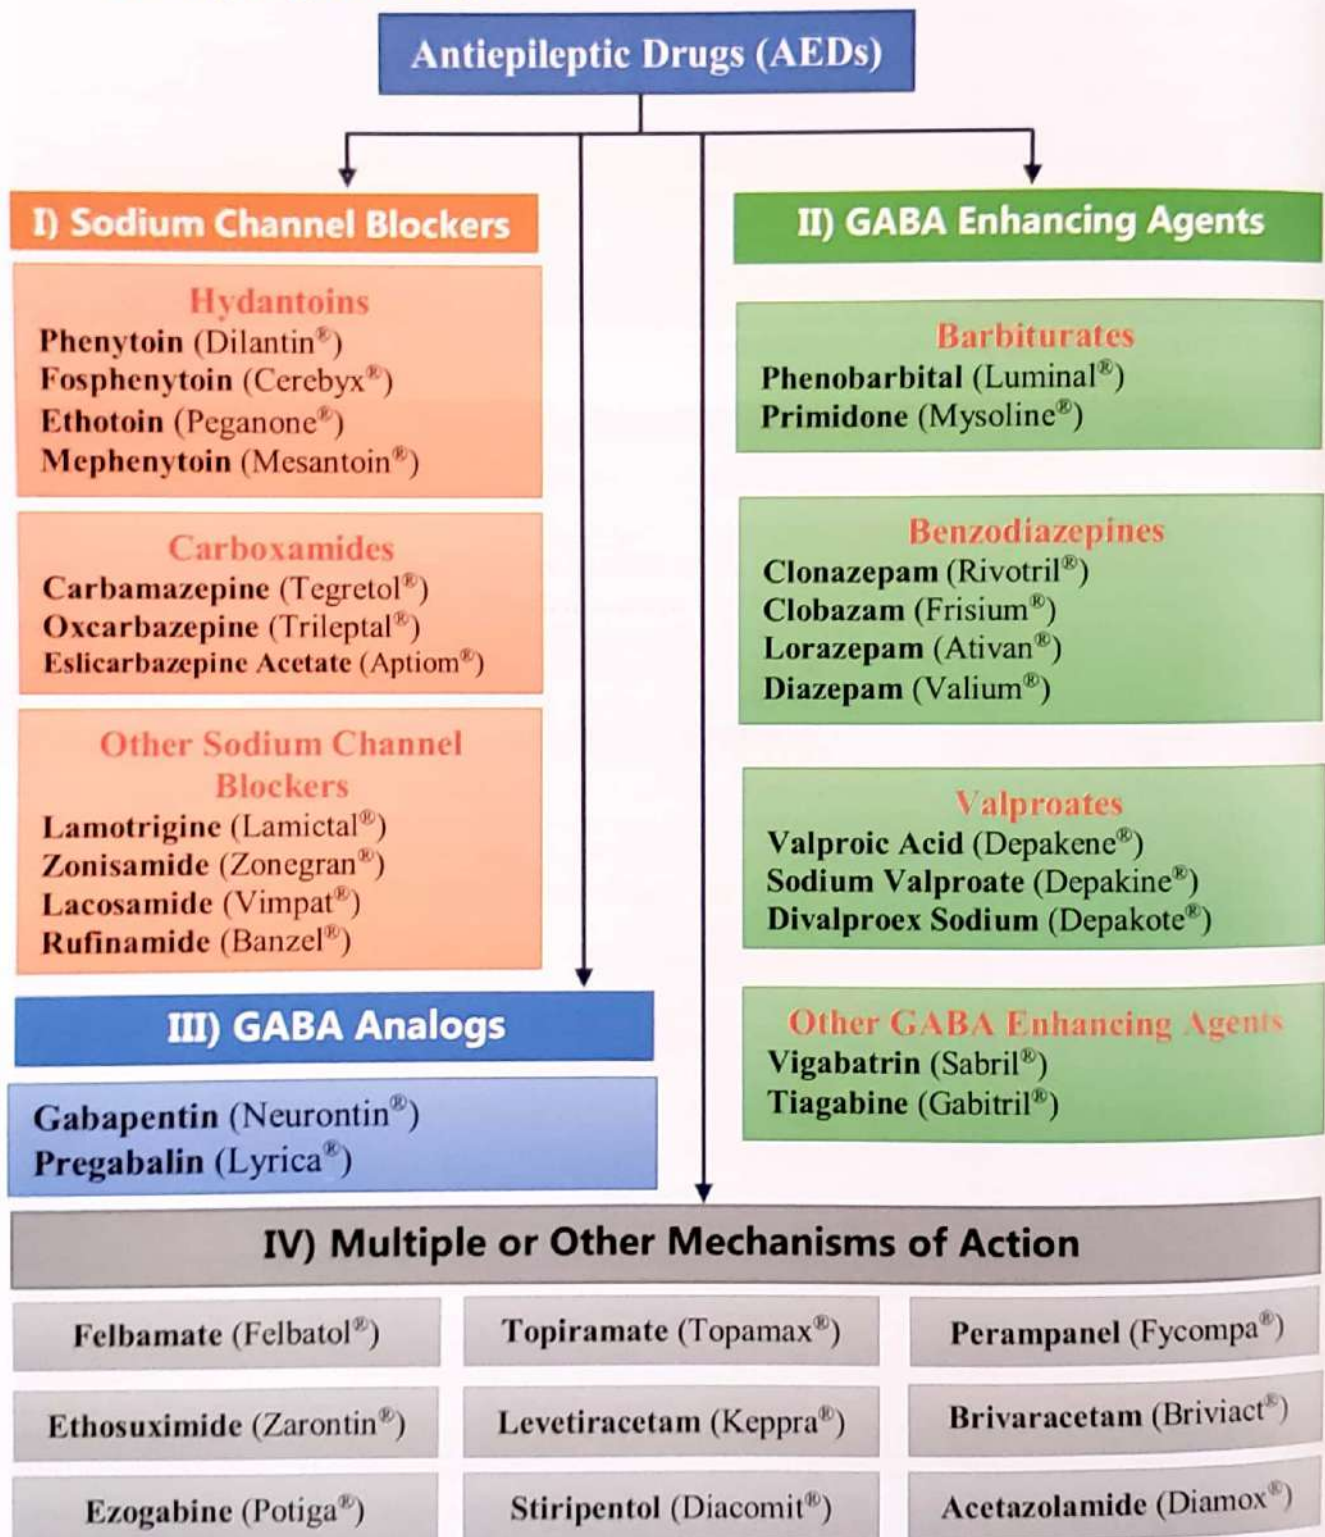 Antiepileptic Drugs (AEDs)
I) Sodium Channel Blockers
Hydantoins
Phenytoin (Dilantin®)
Fosphenytoin (Cerebyx®)
Ethotoin (Peganone®)
Mephenytoin (Mesantoin®)
Carboxamides
Carbamazepine (Tegretol®)
Oxcarbazepine (Trileptal®)
Eslicarbazepine Acetate (Aptiom®)
Other Sodium Channel
Blockers
Lamotrigine (Lamictal®)
Zonisamide (Zonegran®)
Lacosamide (Vimpat®)
Rufinamide (Banzel®)
II) GABA Enhancing Agents
Barbiturates
Phenobarbital (Luminal®)
Primidone (Mysoline®)
Benzodiazepines
Clonazepam (Rivotril®)
Clobazam (Frisium®)
Lorazepam (Ativan®)
Diazepam (Valium®)
Valproates
Valproic Acid (Depakene®)
Sodium Valproate (Depakine®)
Divalproex Sodium (Depakote®)
Other GABA Enhancing Agents
Vigabatrin (Sabril®)
Tiagabine (Gabitril®)
III) GABA Analogs
Gabapentin (Neurontin®)
Pregabalin (Lyrica®)
IV) Multiple or Other Mechanisms of Action
Felbamate (Felbatol®)
Topiramate (Topamax®)
Perampanel (Fycompa®)
Ethosuximide (Zarontin®)
Levetiracetam (Keppra®)
Brivaracetam (Briviact®)
Ezogabine (Potiga®)
Stiripentol (Diacomit®)
Acetazolamide (Diamox®)